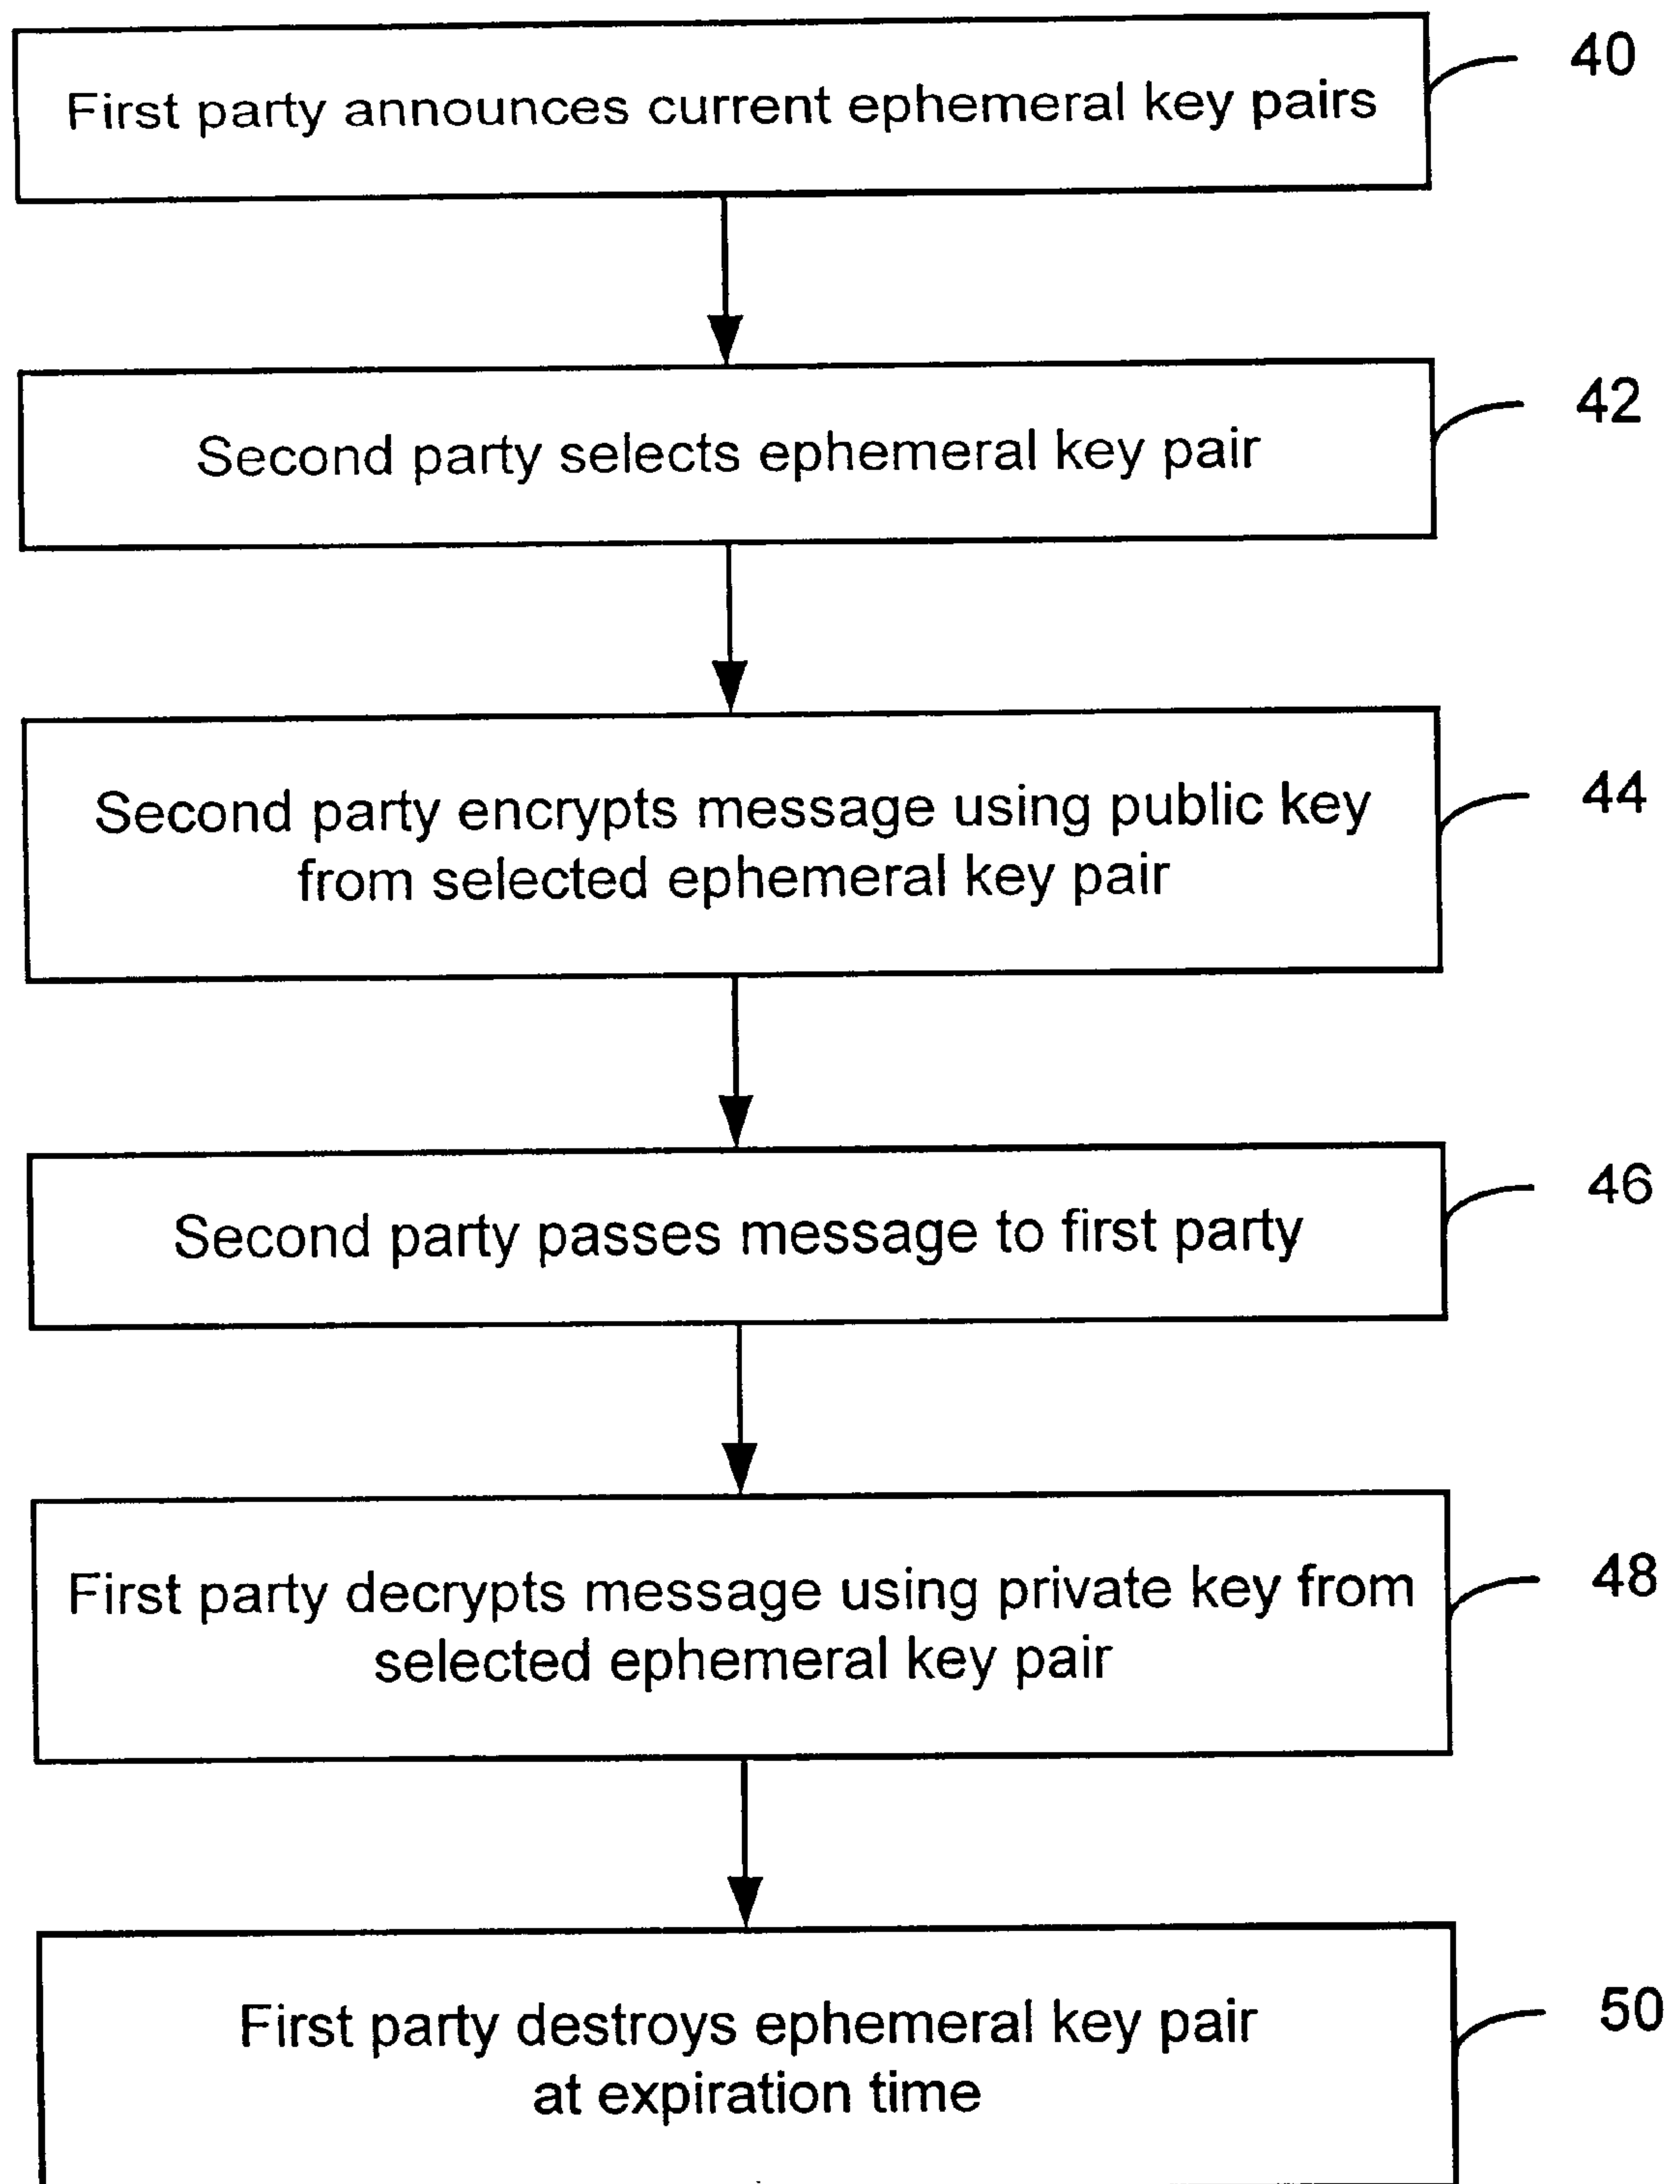 First party announces current ephemeral key pairs
40
Second party selects ephemeral key pair
42
Second party encrypts message using public key
from selected ephemeral key pair
44
Second party passes message to first party
46
First party decrypts message using private key from
selected ephemeral key pair
48
First party destroys ephemeral key pair
at expiration time
50